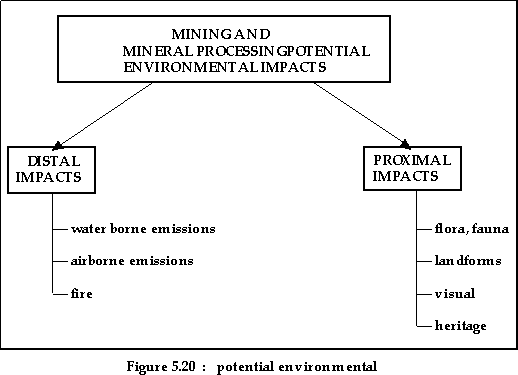 MINING AND
MINERAL PROCESSINGPOTENTIAL
ENVIRONMENTAL IMPACTS
DISTAL
IMPACTS
PROXIMAL
IMPACTS
water borne emissions
airborne emissions
fire
flora, fauna
landforms
visual
heritage
Figure 5.20 : potential environmental